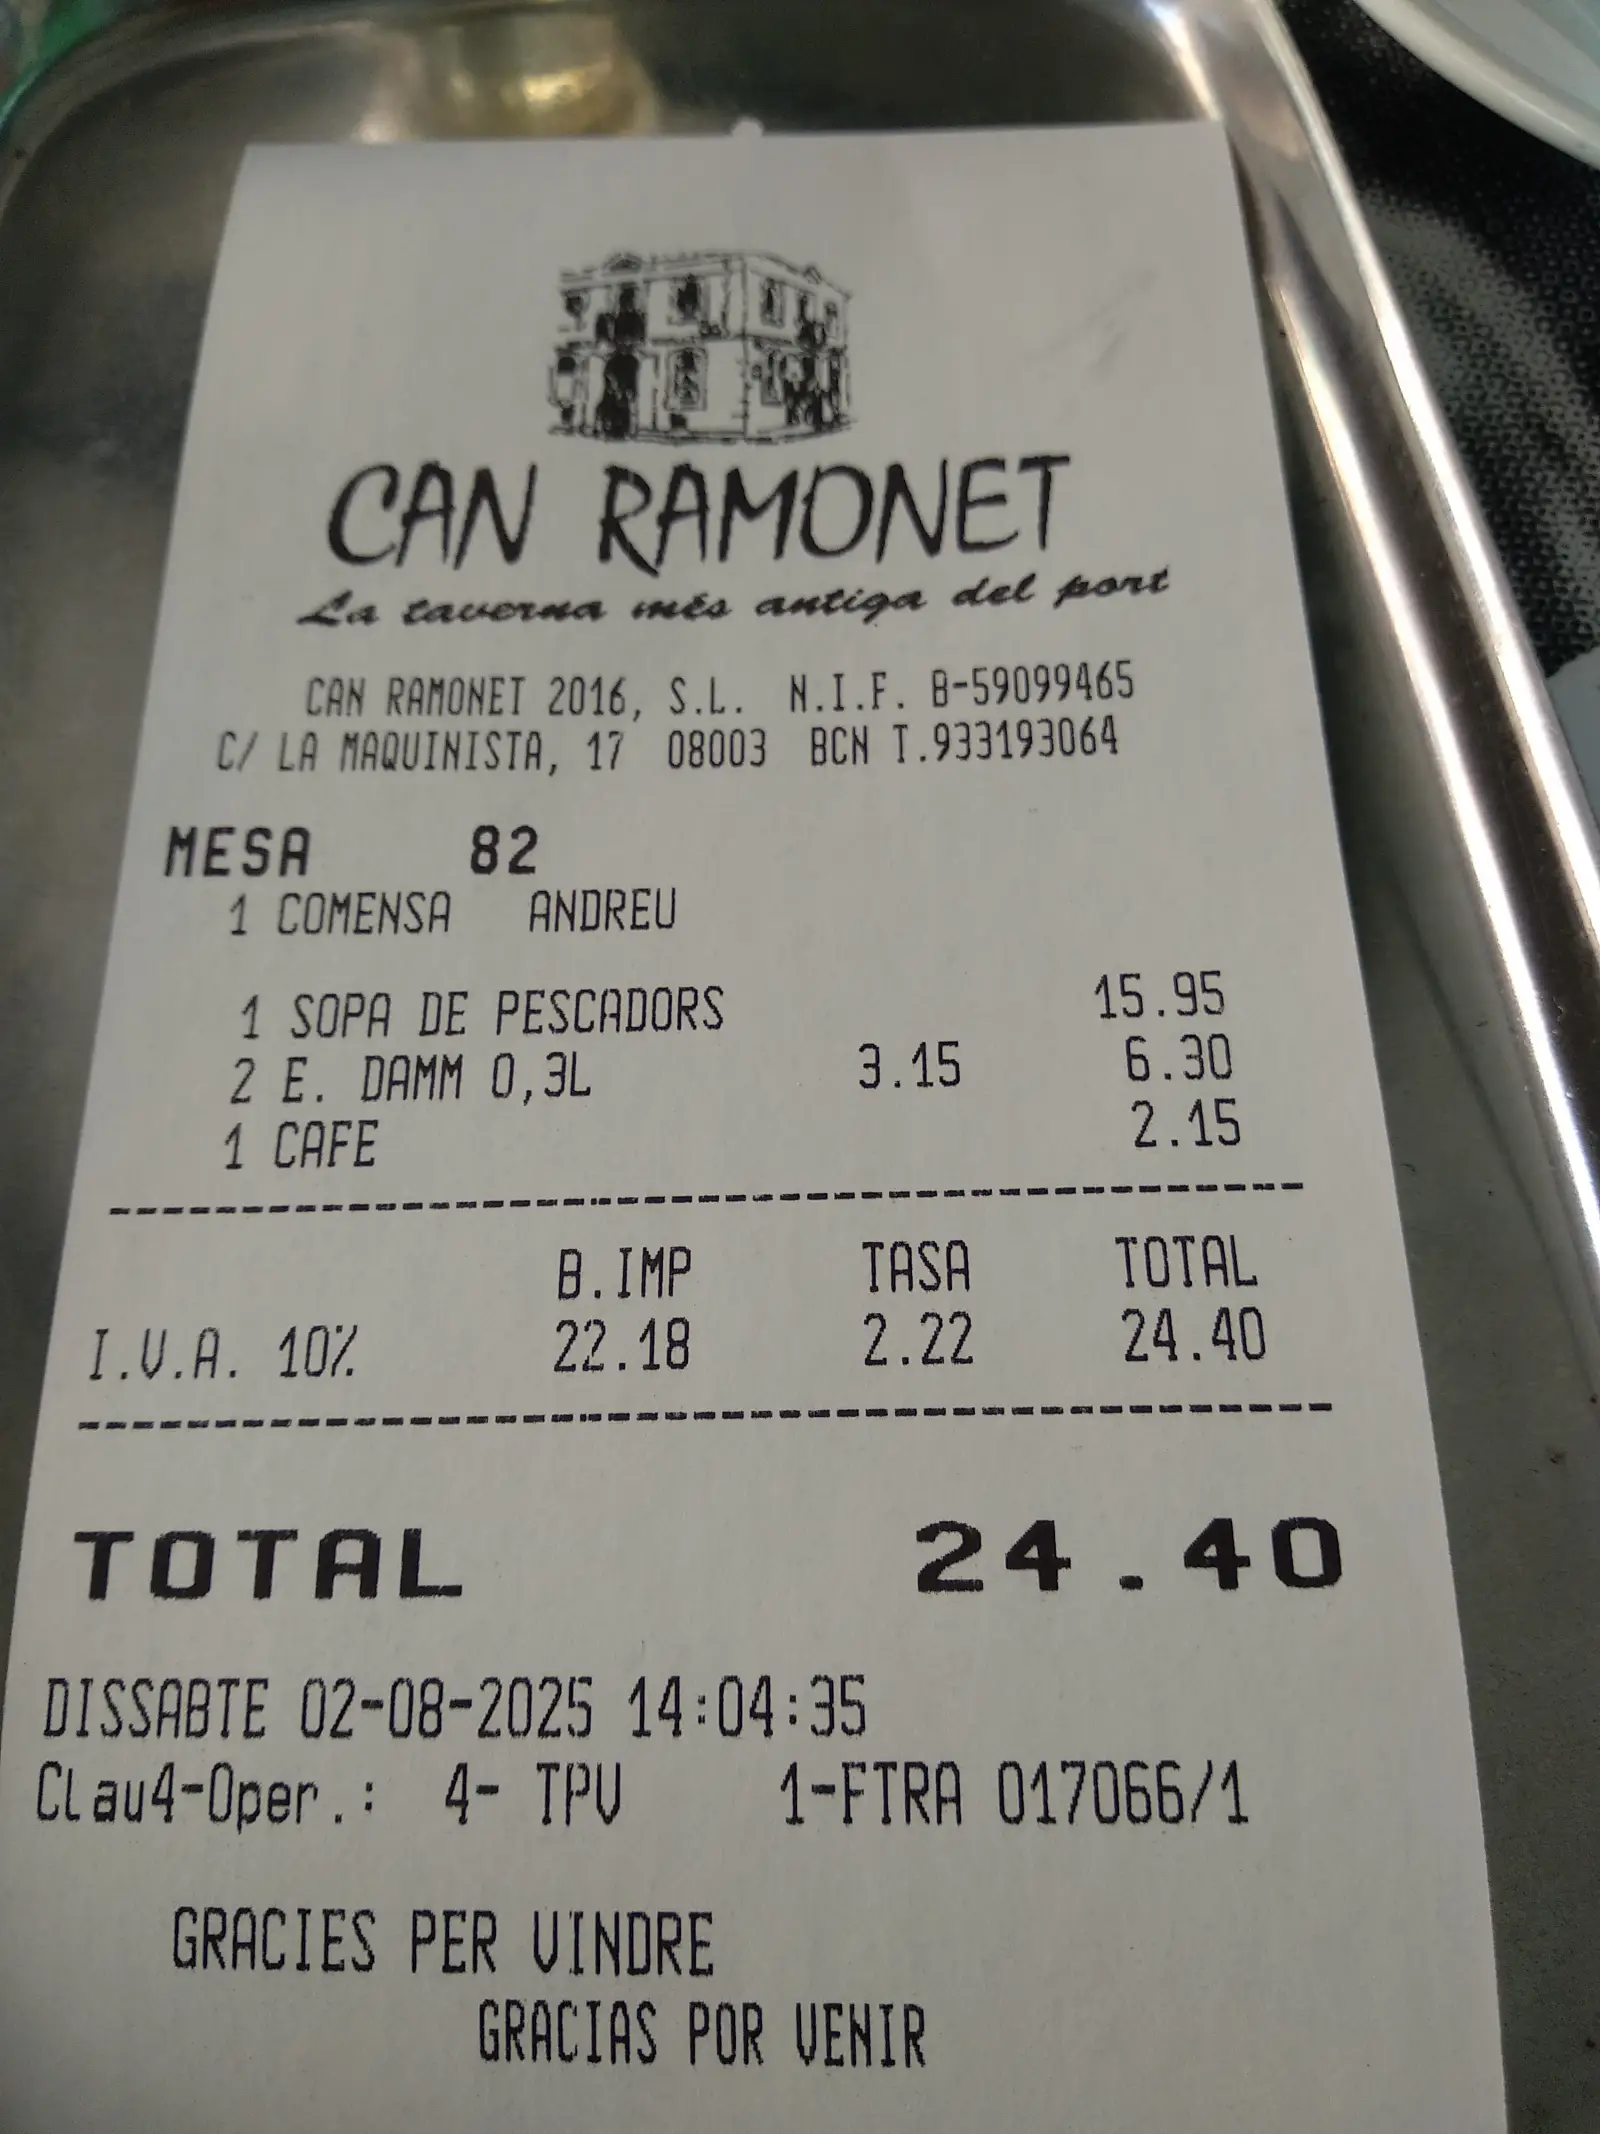 CAN RAMONET
La taverna més antiga del port
CAN RAMONET 2016, S.L. N.I.F. B-59099465
C/ LA MAQUINISTA, 17 08003 BCN T.933193064
MESA 82
1 COMENSA ANDREU
1 SOPA DE PESCADORS 15.95
2 E. DAMM 0,3L 3.15 6.30
1 CAFE 2.15
B.IMP TASA TOTAL
I.V.A. 10% 22.18 2.22 24.40
TOTAL 24.40
DISSABTE 02-08-2025 14:04:35
Clau4-Oper.: 4- TPV 1-FTRA 017066/1
GRACIES PER VINDRE
GRACIAS POR VENIR